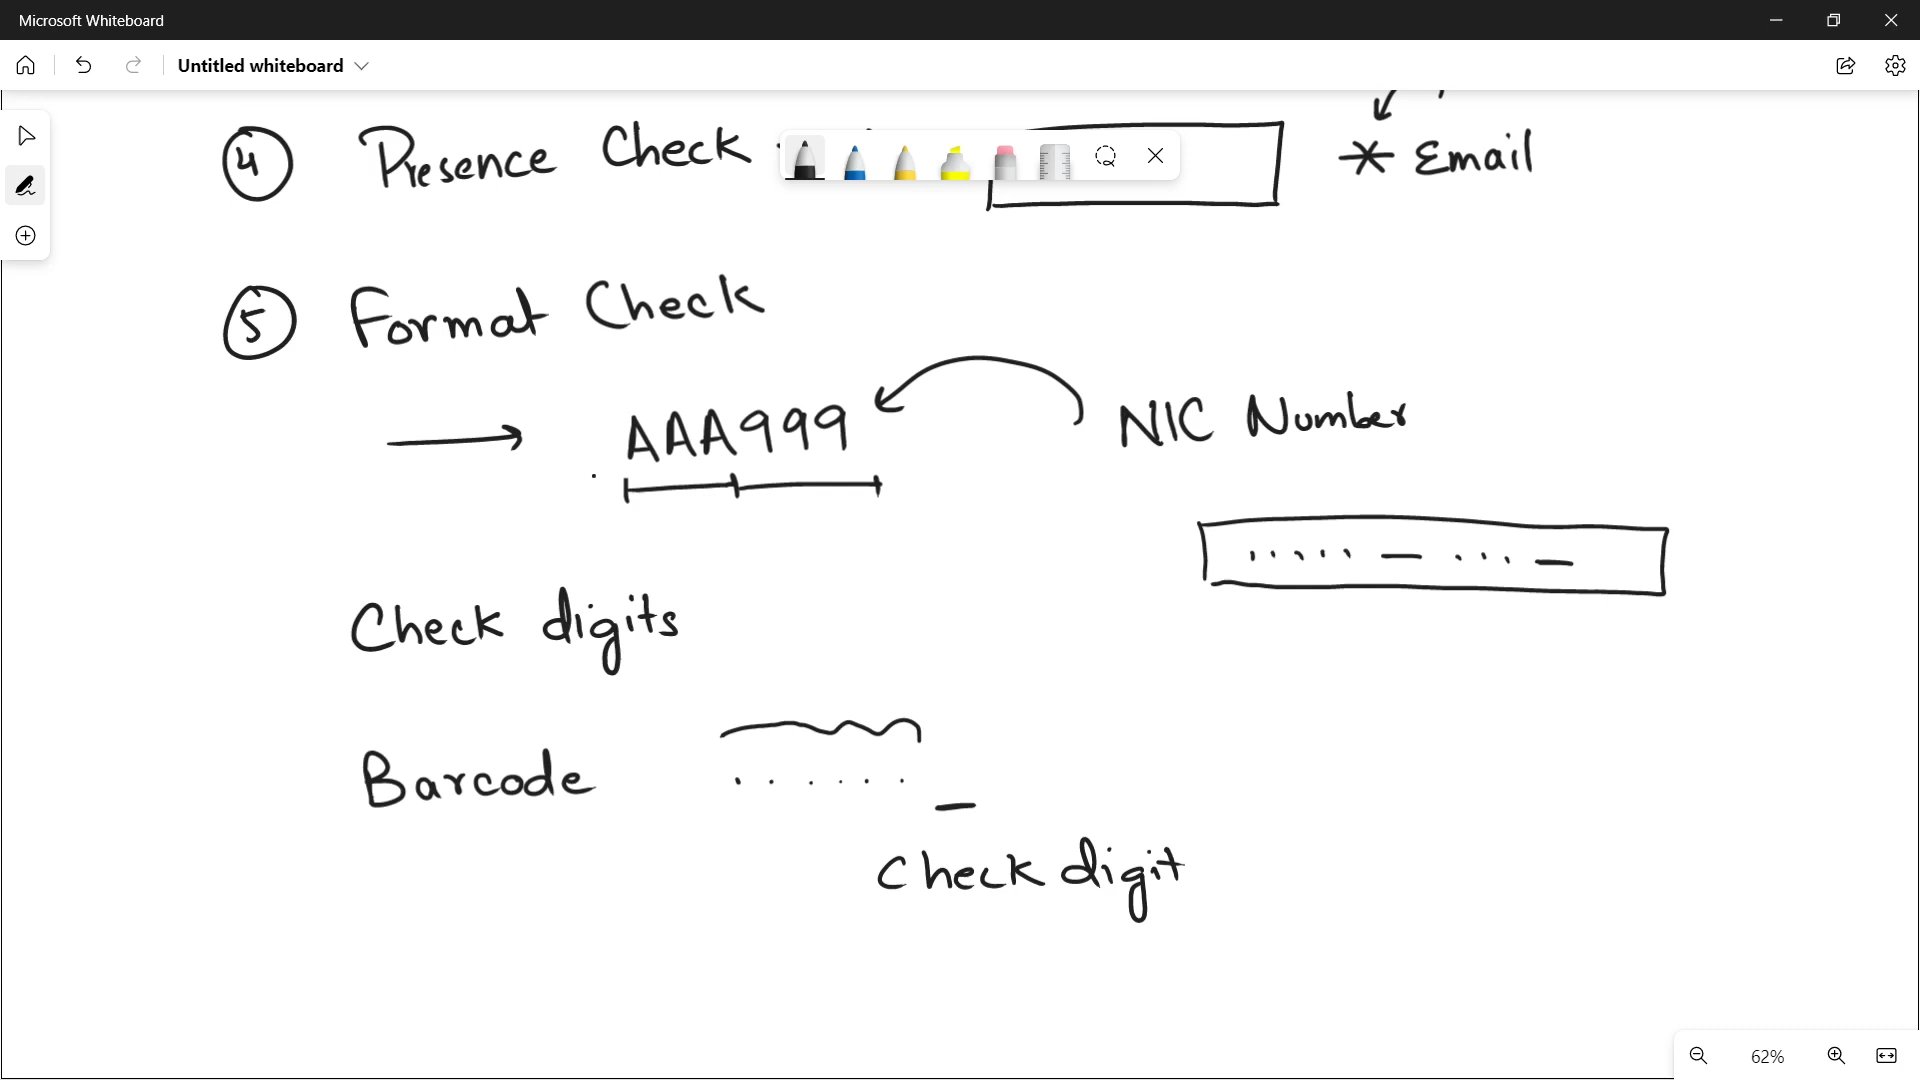 Microsoft Whiteboard
Untitled whiteboard
4 Presence Check
* Email
5 Format Check
AAA999
NIC Number
Check digits
Barcode
Check digit
62%